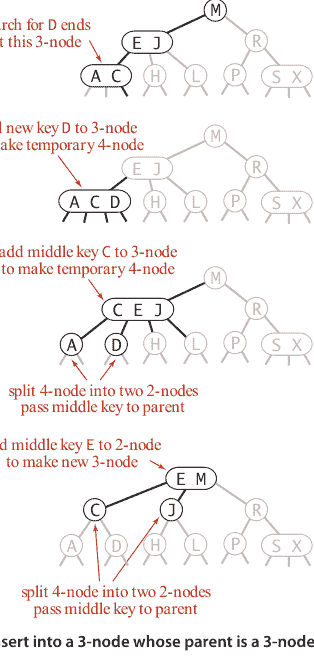 arch for D ends
t this 3-node
M
E J
R
A C
H
L
P
S X
new key D to 3-node
make temporary 4-node
M
E J
R
A C D
H
L
P
S X
add middle key C to 3-node
to make temporary 4-node
M
C E J
R
A
D
H
L
P
S X
split 4-node into two 2-nodes
pass middle key to parent
d middle key E to 2-node
to make new 3-node
E M
C
J
R
A
D
H
L
P
S X
split 4-node into two 2-nodes
pass middle key to parent
sert into a 3-node whose parent is a 3-node